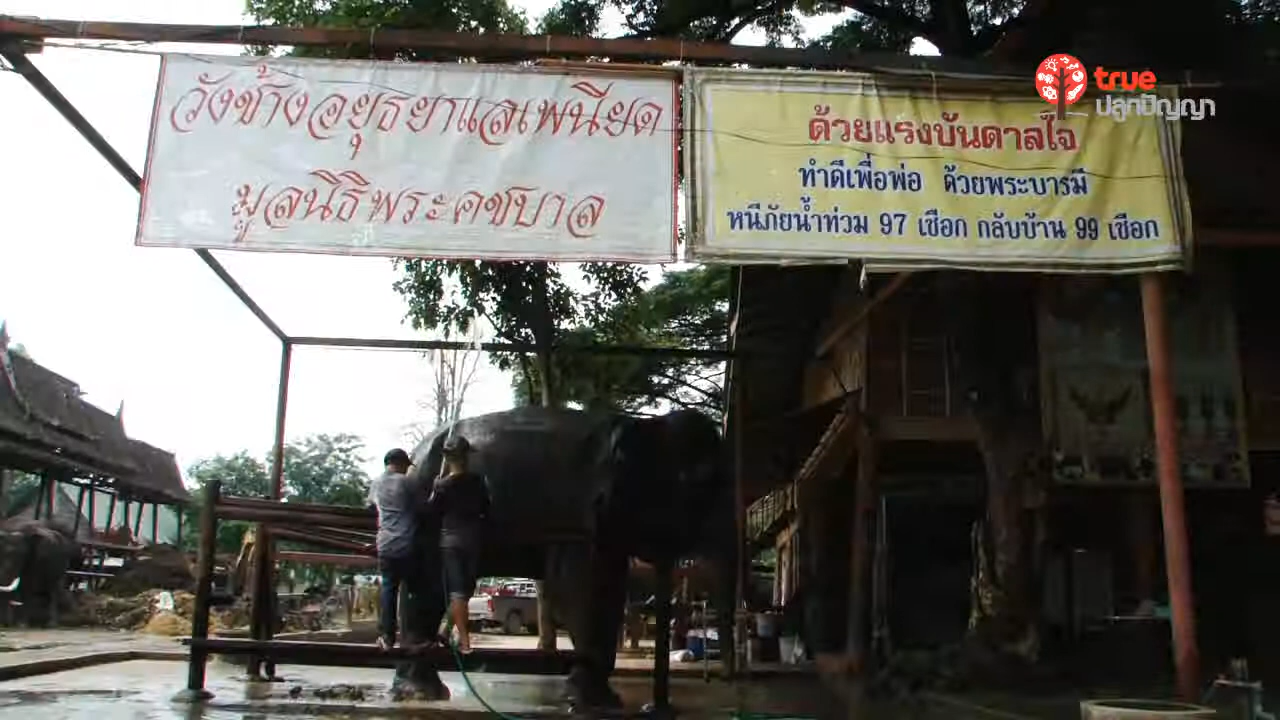 วังช้างอยุธยาแลเพนียด
มูลนิธิพระคชบาล
ด้วยแรงบันดาลใจ
ทำดีเพื่อพ่อ ด้วยพระบารมี
หนีภัยน้ำท่วม 97 เชือก กลับบ้าน 99 เชือก
true
ปลูกปัญญา